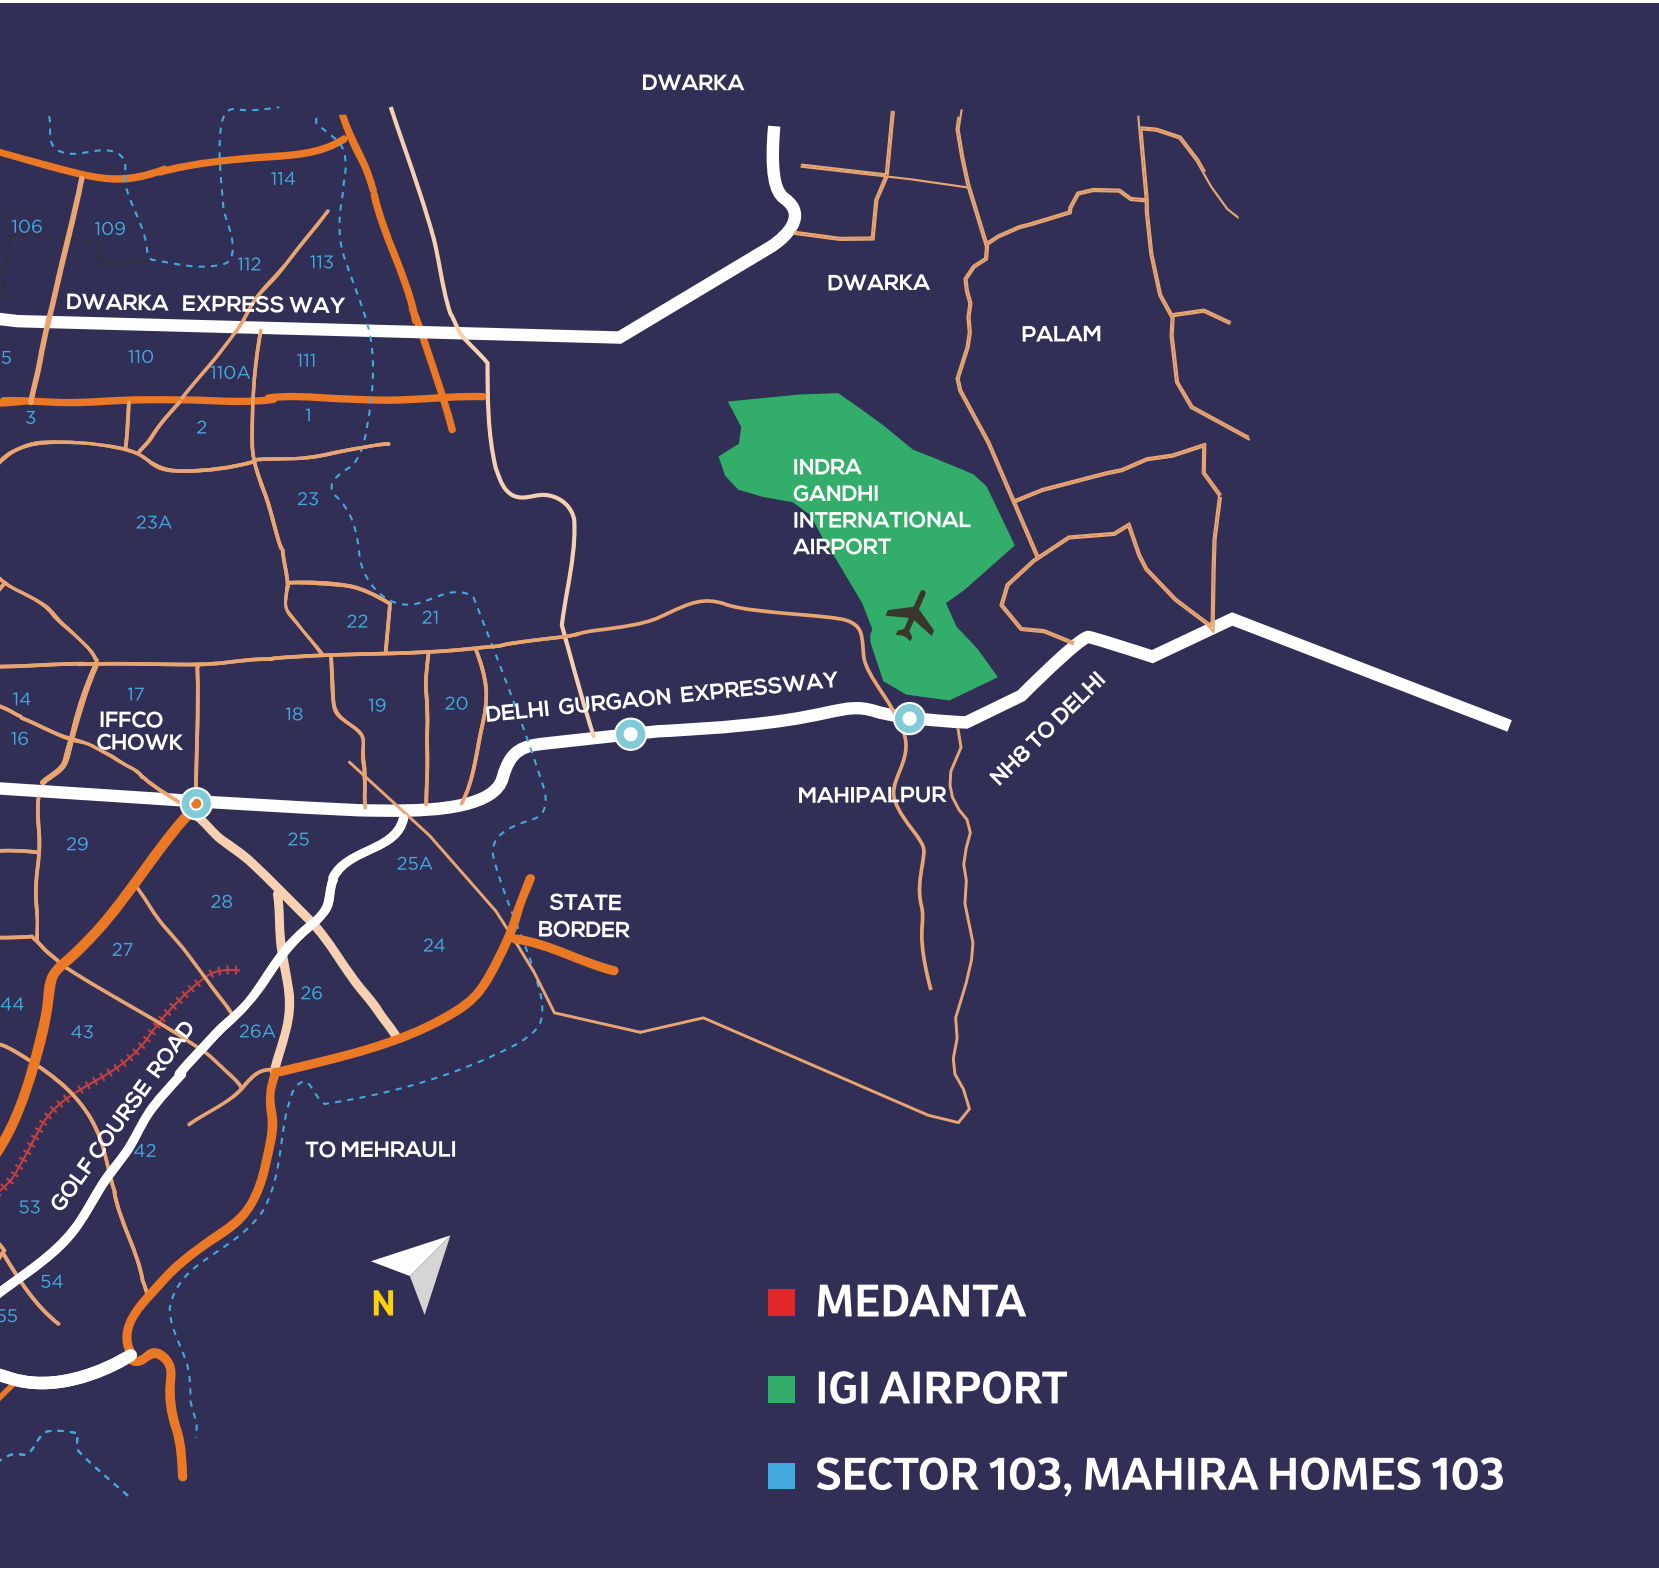 DWARKA
114
106
109
112
113
DWARKA
DWARKA EXPRESS WAY
PALAM
5
110
110A
111
3
2
1
INDRA
GANDHI
INTERNATIONAL
AIRPORT
23
23A
22
21
14
17
18
19
20
DELHI GURGAON EXPRESSWAY
IFFCO
CHOWK
16
NH8 TO DELHI
MAHIPALPUR
29
25
25A
28
STATE
BORDER
27
24
44
26
43
26A
GOLF COURSE ROAD
42
TO MEHRAULI
53
54
55
N
MEDANTA
IGI AIRPORT
SECTOR 103, MAHIRA HOMES 103